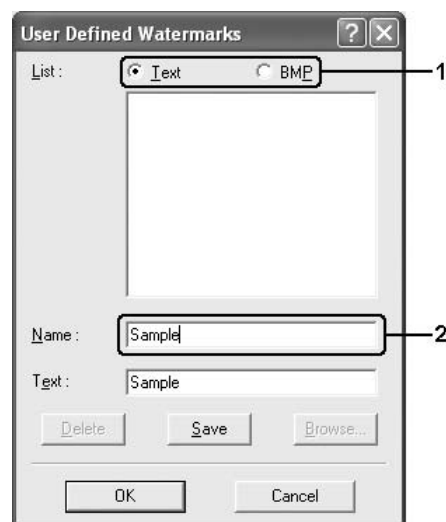 User Defined Watermarks
List : Text BMP 1
Name : Sample 2
Text : Sample
Delete Save Browse...
OK Cancel